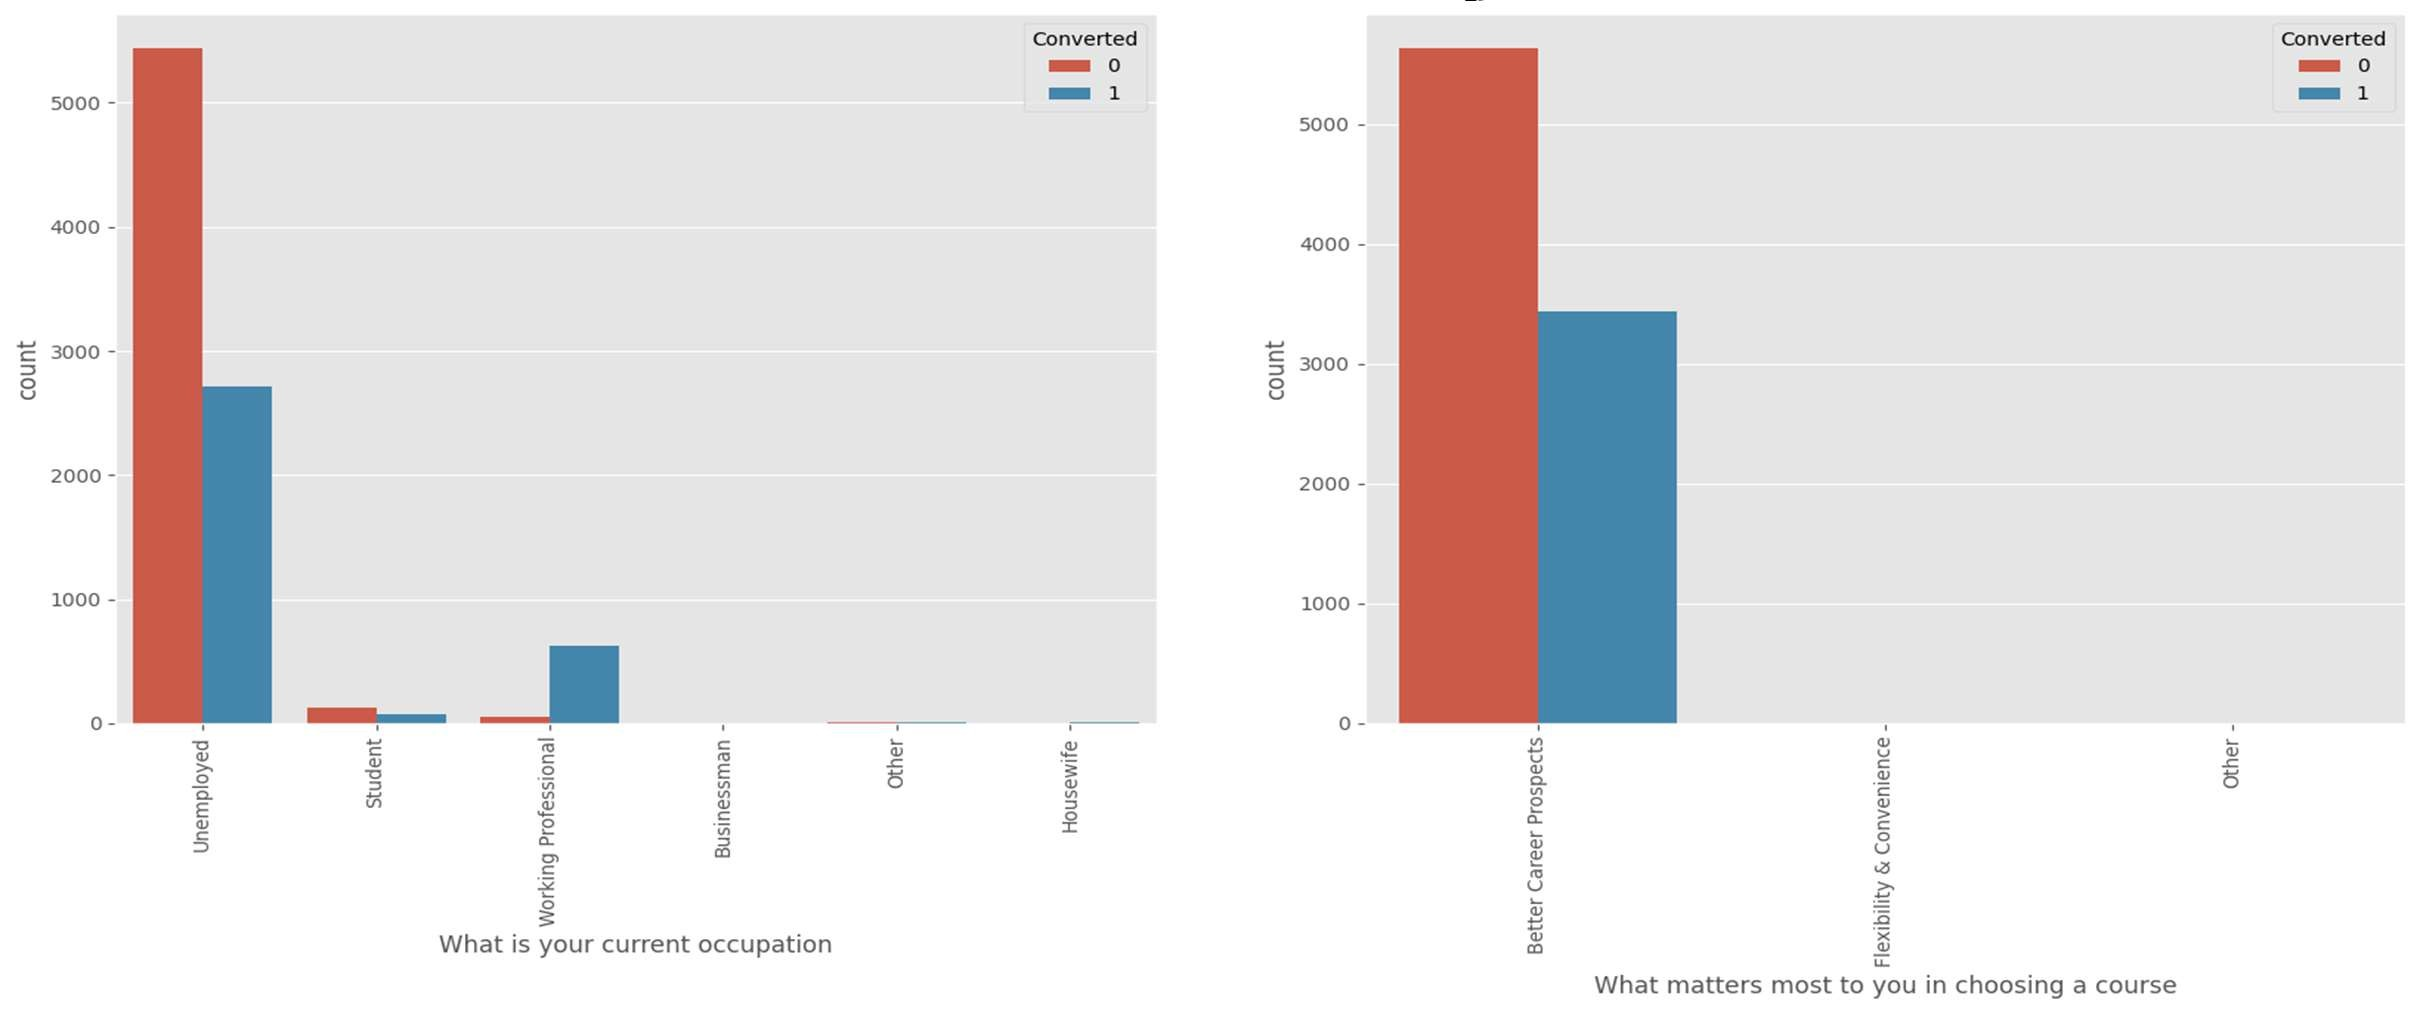 Converted
0
1
5000
4000
3000
2000
1000
0
count
Unemployed
Student
Working Professional
Businessman
Other
Housewife
What is your current occupation
Converted
0
1
5000
4000
3000
2000
1000
0
count
Better Career Prospects
Flexibility & Convenience
Other
What matters most to you in choosing a course